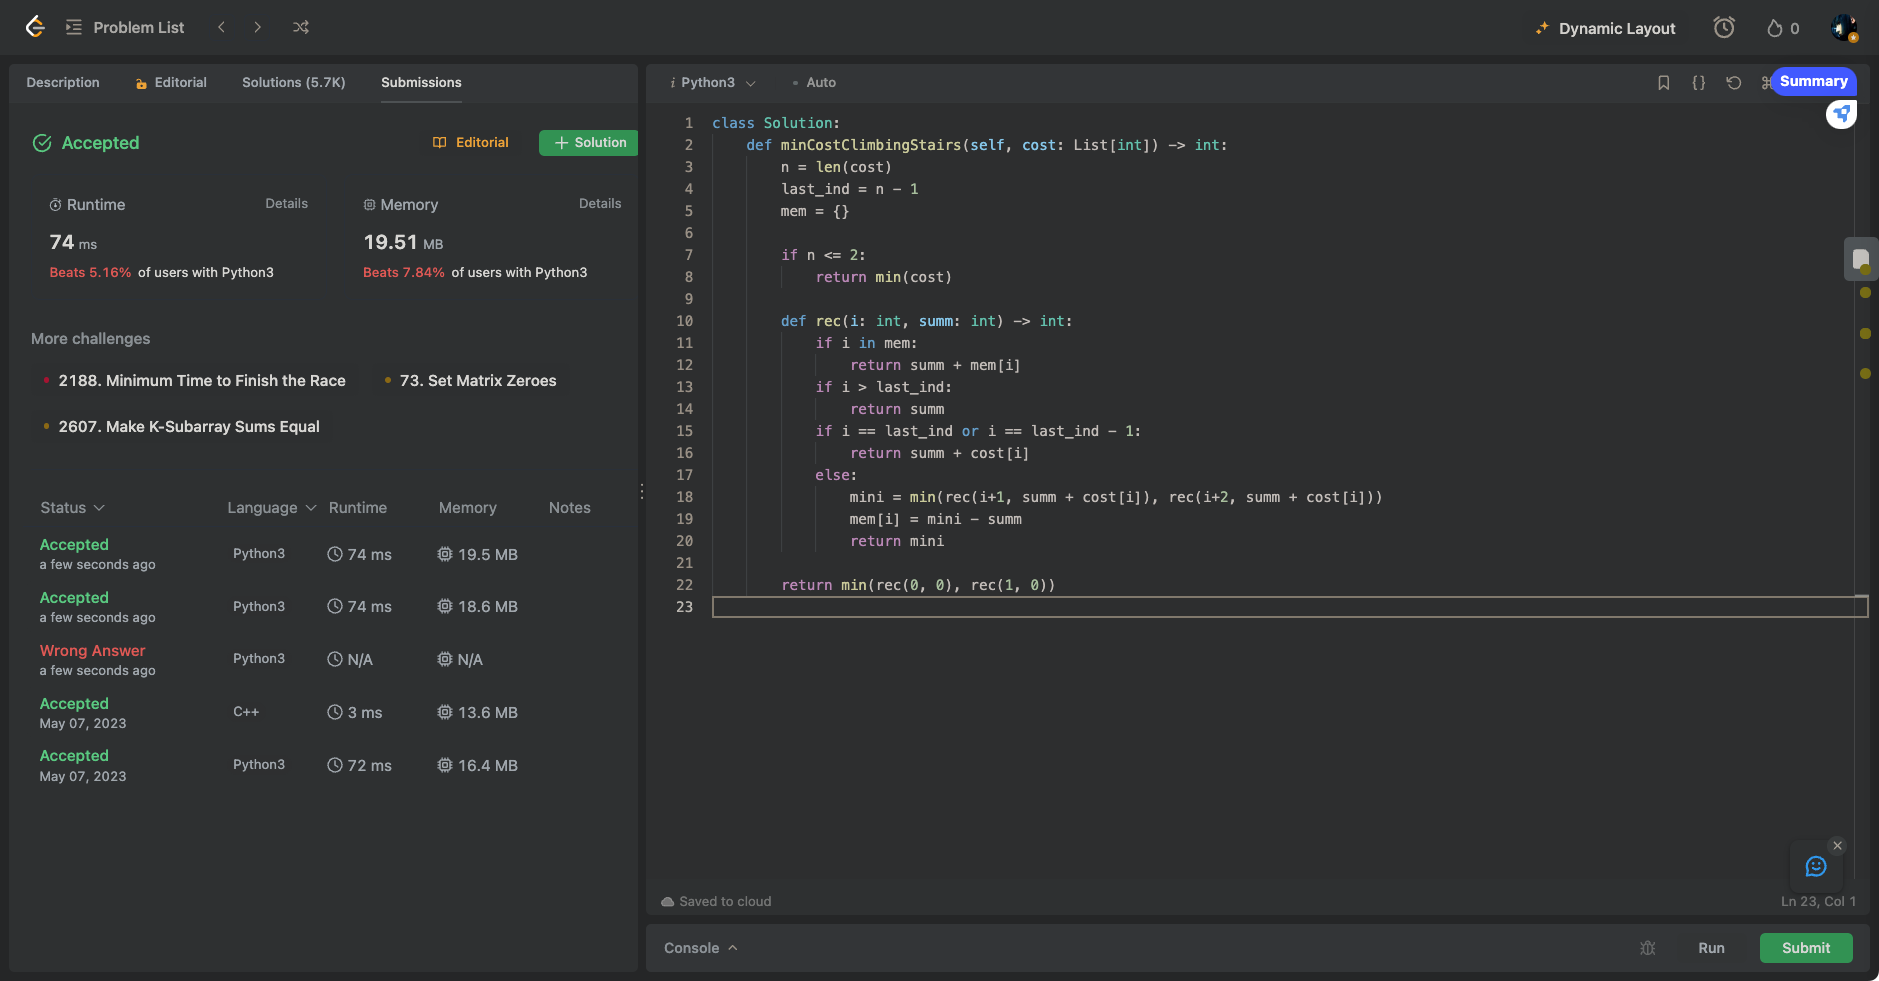 Problem List
Dynamic Layout
0
Description
Editorial
Solutions (5.7K)
Submissions
Accepted
Editorial
Solution
Runtime
Details
74 ms
Beats 5.16% of users with Python3
Memory
Details
19.51 MB
Beats 7.84% of users with Python3
More challenges
2188. Minimum Time to Finish the Race
73. Set Matrix Zeroes
2607. Make K-Subarray Sums Equal
Status Language Runtime Memory Notes
Accepted
a few seconds ago
Python3 74 ms 19.5 MB
Accepted
a few seconds ago
Python3 74 ms 18.6 MB
Wrong Answer
a few seconds ago
Python3 N/A N/A
Accepted
May 07, 2023
C++ 3 ms 13.6 MB
Accepted
May 07, 2023
Python3 72 ms 16.4 MB
i Python3
Auto
{}
⌘
Summary
1 class Solution:
2     def minCostClimbingStairs(self, cost: List[int]) -> int:
3         n = len(cost)
4         last_ind = n - 1
5         mem = {}
6
7         if n <= 2:
8             return min(cost)
9
10         def rec(i: int, summ: int) -> int:
11             if i in mem:
12                 return summ + mem[i]
13             if i > last_ind:
14                 return summ
15             if i == last_ind or i == last_ind - 1:
16                 return summ + cost[i]
17             else:
18                 mini = min(rec(i+1, summ + cost[i]), rec(i+2, summ + cost[i]))
19                 mem[i] = mini - summ
20                 return mini
21
22         return min(rec(0, 0), rec(1, 0))
23
Saved to cloud
Ln 23, Col 1
Console
Run
Submit